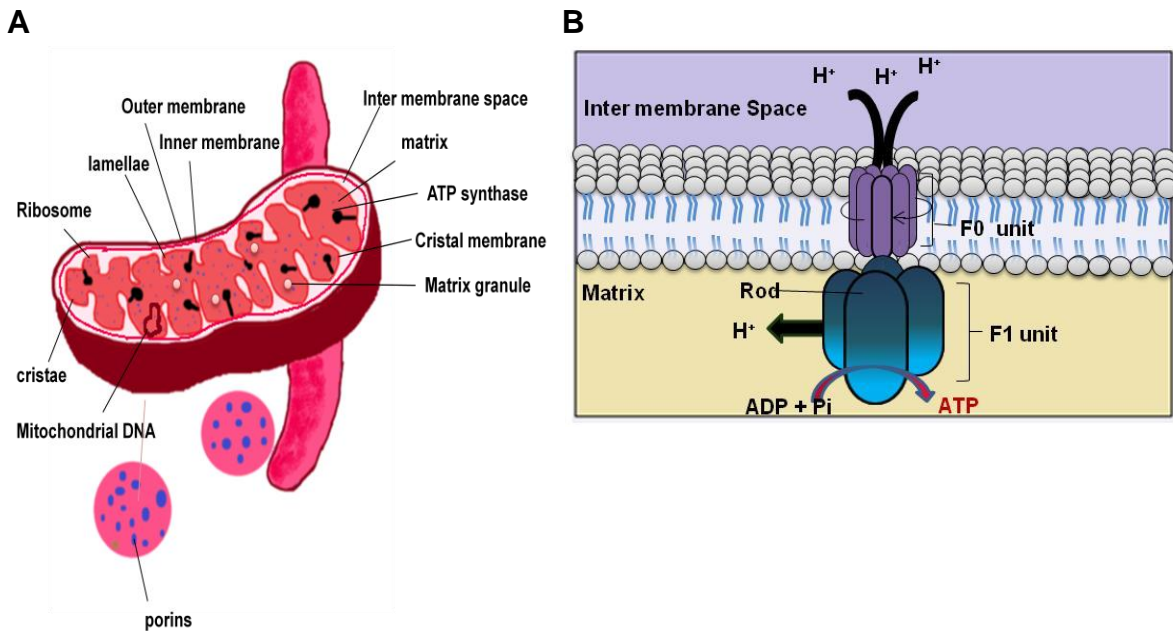 A
Outer membrane
Inner membrane
lamellae
Ribosome
Inter membrane space
matrix
ATP synthase
Cristal membrane
Matrix granule
cristae
Mitochondrial DNA
porins
B
H⁺ H⁺ H⁺
Inter membrane Space
F0 unit
Matrix
Rod
H⁺
F1 unit
ADP + Pi ATP